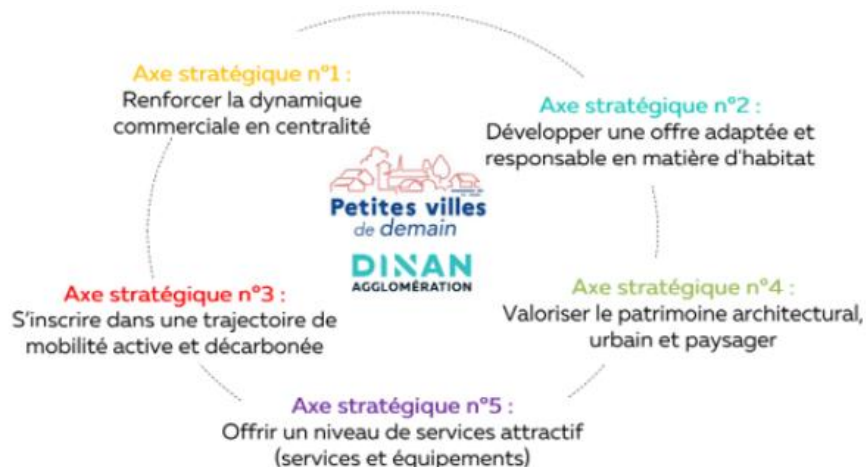 Axe stratégique n°1 :
Renforcer la dynamique
commerciale en centralité
Axe stratégique n°2 :
Développer une offre adaptée et
responsable en matière d'habitat
Petites villes
de demain
DINAN
AGGLOMÉRATION
Axe stratégique n°3 :
S'inscrire dans une trajectoire de
mobilité active et décarbonée
Axe stratégique n°4 :
Valoriser le patrimoine architectural,
urbain et paysager
Axe stratégique n°5 :
Offrir un niveau de services attractif
(services et équipements)